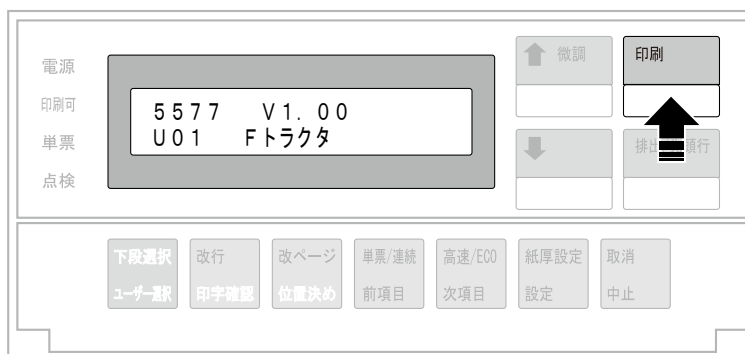 電源
印刷可
単票
点検
5577 V1.00
U01 Fトラクタ
微調
印刷
排出
頭行
下段選択
ユーザー選択
改行
印字確認
改ページ
位置決め
単票/連続
前項目
高速/ECO
次項目
紙厚設定
設定
取消
中止